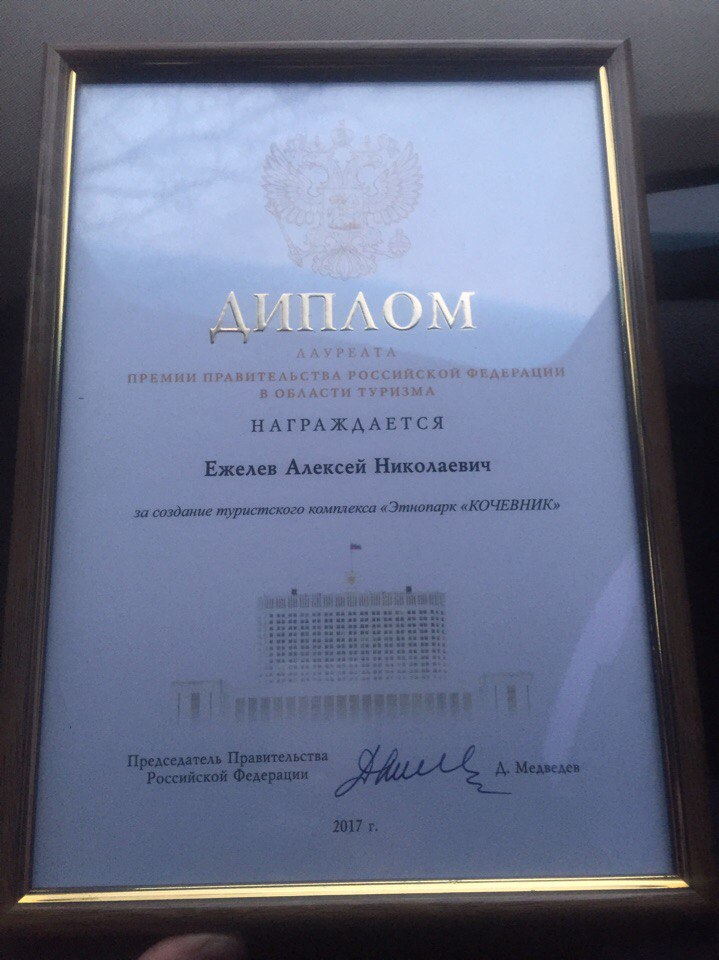 ДИПЛОМ
ЛАУРЕАТА
ПРЕМИИ ПРАВИТЕЛЬСТВА РОССИЙСКОЙ ФЕДЕРАЦИИ
В ОБЛАСТИ ТУРИЗМА
НАГРАЖДАЕТСЯ
Ежелев Алексей Николаевич
за создание туристского комплекса «Этнопарк «КОЧЕВНИК»
Председатель Правительства
Российской Федерации
Д. Медведев
2017 г.